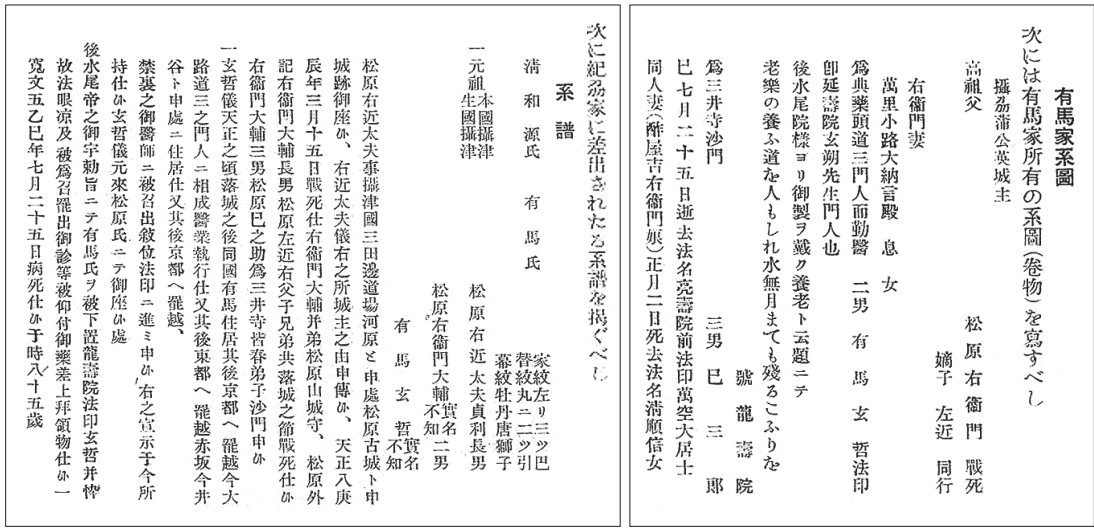 有馬家系圖
次には有馬家所有の系圖(卷物)を寫すべし
攝州蒲公英城主
高祖父 松原右衞門 戰死
嫡子 左近 同行
右衞門妻
萬里小路大納言殿 息女
爲典藥頭道三門人而勤醫 二男 有馬玄哲法印
卽延壽院玄朔先生門人也
後水尾院樣ヨリ御製ヲ戴ク養老ト云題ニテ
老樂の養ふ道を人もしれ水無月まても殘るこふりを
號龍壽院
爲三井寺沙門 三男 巳三郎
巳七月二十五日逝去法名亮壽院前法印萬空大居士
同人妻(酢屋吉右衞門娘)正月二日死去法名淸順信女
次に紀州家に差出されたる系譜を揭ぐべし
系譜
家紋左リ三ツ巴
替紋丸ニ二ツ引
幕紋牡丹唐獅子
淸和源氏 有馬氏
本國攝津
生國攝津
一元祖 松原右近太夫貞利長男
松原右衞門大輔實名不知二男
有馬玄哲實名不知
松原右近太夫事攝津國三田邊道場河原と申處松原古城ト申
城跡御座ㇵ、右近太夫儀右之所城主之由申傳ㇵ、天正八庚
辰年三月十五日戰死仕右衞門大輔并弟松原山城守、松原外
記右衞門大輔長男松原左近右父子兄弟共落城之節戰死仕ㇵ
右衞門大輔三男松原巳之助爲三井寺皆春弟子沙門申ㇵ
一玄哲儀天正之頃落城之後同國有馬住居其後京都へ罷越今大
路道三之門人ニ相成醫業執行仕又其後東都へ罷越赤坂今井
谷ト申處ニ住居仕又其後京都へ罷越、
禁裏之御醫師ニ被召出敍位法印ニ進ミ申ㇵ右之宣示于今所
持仕ㇵ玄哲儀元來松原氏ニテ御座ㇵ處
後水尾帝之御宇勅旨ニテ有馬氏ヲ被下置龍壽院法印玄哲并忰
故法眼涼及被爲召罷出御診等被仰付御藥差上拜領物仕ㇵ一
寬文五乙巳年七月二十五日病死仕ㇵ于時八十五歲